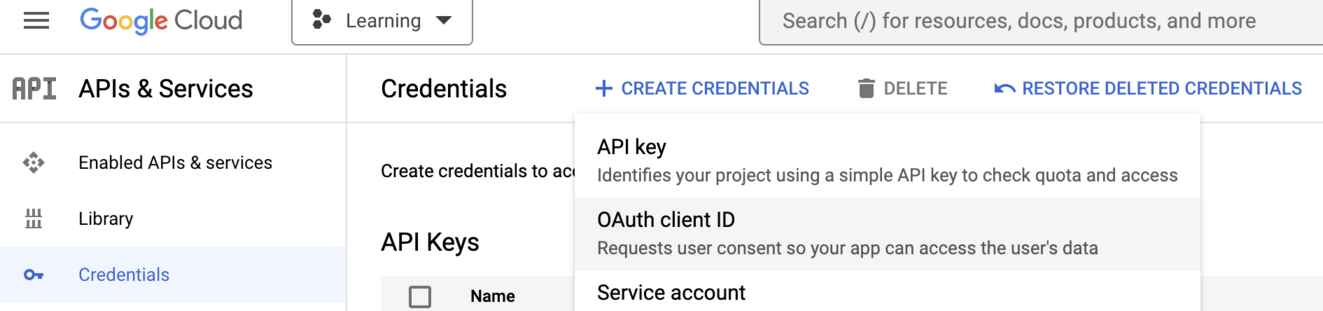 Google Cloud
Learning
Search (/) for resources, docs, products, and more
API
APIs & Services
Credentials
CREATE CREDENTIALS
DELETE
RESTORE DELETED CREDENTIALS
Enabled APIs & services
Library
Credentials
Create credentials to acc
API Keys
Name
API key
Identifies your project using a simple API key to check quota and access
OAuth client ID
Requests user consent so your app can access the user's data
Service account